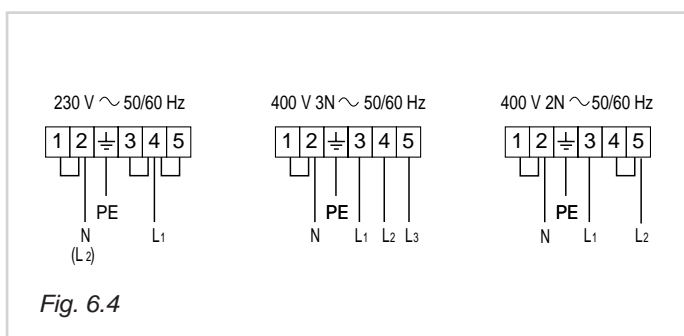 230 V ~ 50/60 Hz
1 2 ⏚ 3 4 5
PE
N L1
(L2)
400 V 3N ~ 50/60 Hz
1 2 ⏚ 3 4 5
PE
N L1 L2 L3
400 V 2N ~ 50/60 Hz
1 2 ⏚ 3 4 5
PE
N L1 L2
Fig. 6.4